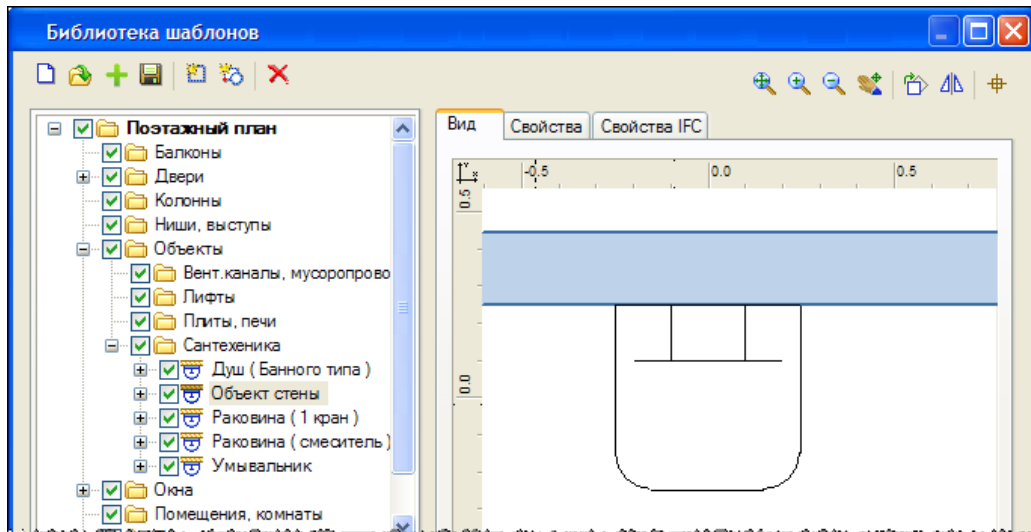 Библиотека шаблонов
Поэтажный план
Балконы
Двери
Колонны
Ниши, выступы
Объекты
Вент.каналы, мусоропрово
Лифты
Плиты, печи
Сантехеника
Душ ( Банного типа )
Объект стены
Раковина ( 1 кран )
Раковина ( смеситель )
Умывальник
Окна
Помещения, комнаты
Вид Свойства Свойства IFC
Y x -0,5 0.0 0.5
0.5
0.0